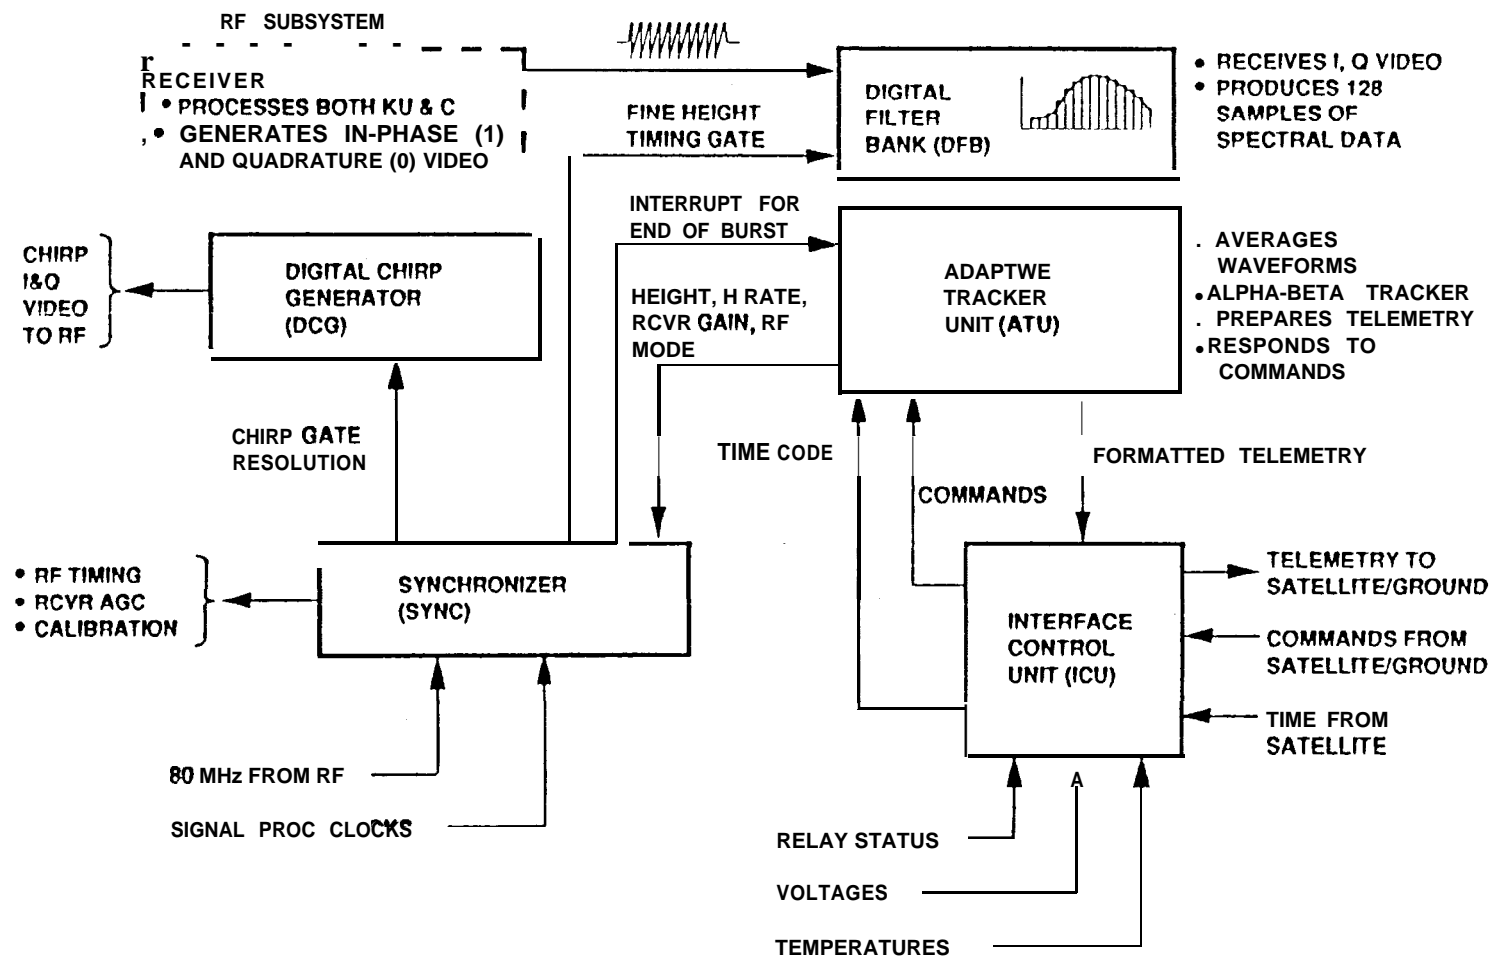 RF SUBSYSTEM
r
RECEIVER
• PROCESSES BOTH KU & C
, • GENERATES IN-PHASE (1)
AND QUADRATURE (0) VIDEO
FINE HEIGHT
TIMING GATE
DIGITAL
FILTER
BANK (DFB)
• RECEIVES I, Q VIDEO
• PRODUCES 128
SAMPLES OF
SPECTRAL DATA
CHIRP
I&Q
VIDEO
TO RF
DIGITAL CHIRP
GENERATOR
(DCG)
INTERRUPT FOR
END OF BURST
HEIGHT, H RATE,
RCVR GAIN, RF
MODE
ADAPTWE
TRACKER
UNIT (ATU)
. AVERAGES
WAVEFORMS
• ALPHA-BETA TRACKER
. PREPARES TELEMETRY
• RESPONDS TO
COMMANDS
CHIRP GATE
RESOLUTION
TIME CODE
COMMANDS
FORMATTED TELEMETRY
• RF TIMING
• RCVR AGC
• CALIBRATION
SYNCHRONIZER
(SYNC)
INTERFACE
CONTROL
UNIT (ICU)
TELEMETRY TO
SATELLITE/GROUND
COMMANDS FROM
SATELLITE/GROUND
TIME FROM
SATELLITE
80 MHz FROM RF
SIGNAL PROC CLOCKS
A
RELAY STATUS
VOLTAGES
TEMPERATURES